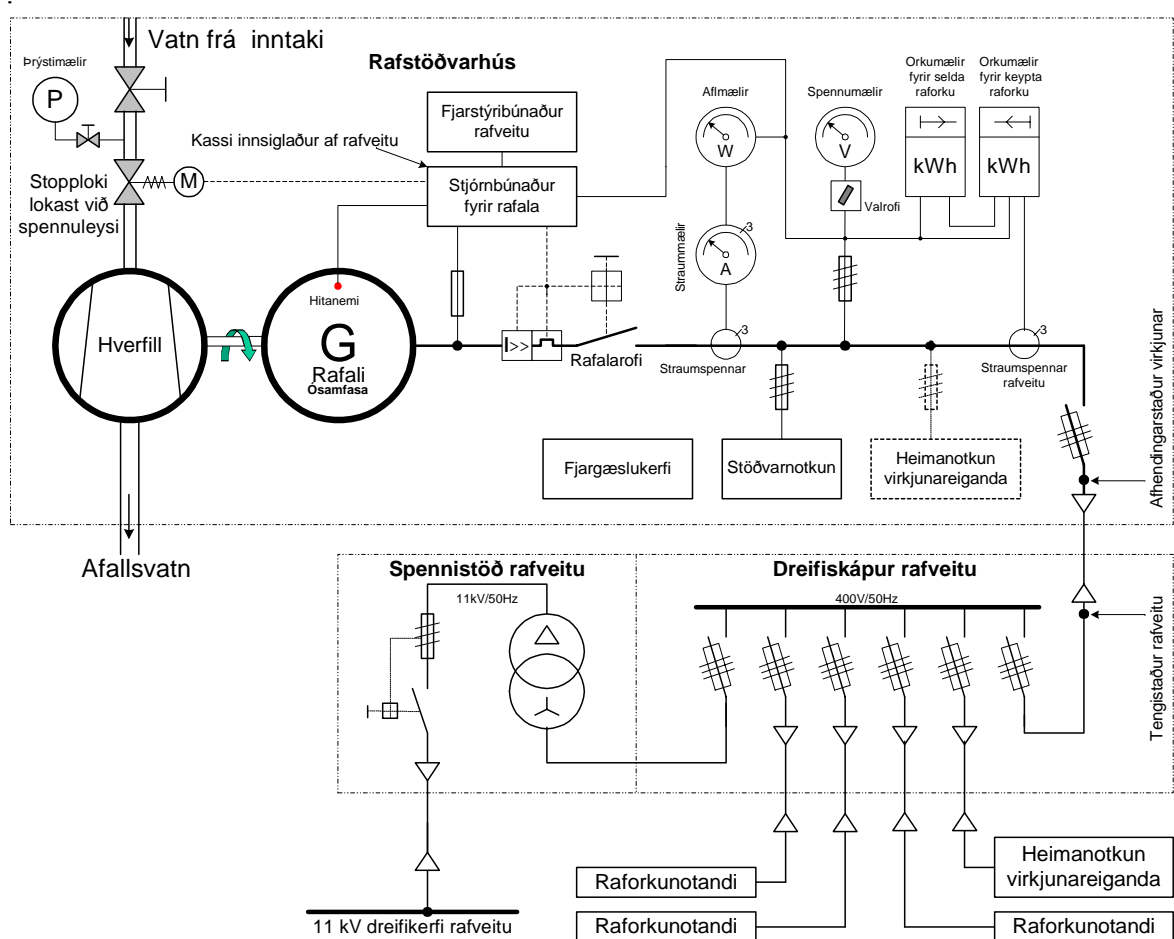 Vatn frá inntaki
Þrýstimælir
P
Rafstöðvarhús
Fjarstýribúnaður
rafveitu
Kassi innsiglaður af rafveitu
Stjórnbúnaður
fyrir rafala
Stopploki
lokast við
spennuleysi
M
Aflmælir
W
Spennumælir
V
Valrofi
Orkumælir
fyrir selda
raforku
kWh
Orkumælir
fyrir keypta
raforku
kWh
Straummælir
3
A
Hverfill
Hitanemi
G
Rafali
Ósamfasa
I>>
Rafalarofi
3
Straumspennar
3
Straumspennar
rafveitu
Fjargæslukerfi
Stöðvarnotkun
Heimanotkun
virkjunareiganda
Afhendingarstaður virkjunar
Afallsvatn
Spennistöð rafveitu
11kV/50Hz
Dreifiskápur rafveitu
400V/50Hz
Tengistaður rafveitu
Raforkunotandi
Raforkunotandi
Heimanotkun
virkjunareiganda
Raforkunotandi
11 kV dreifikerfi rafveitu